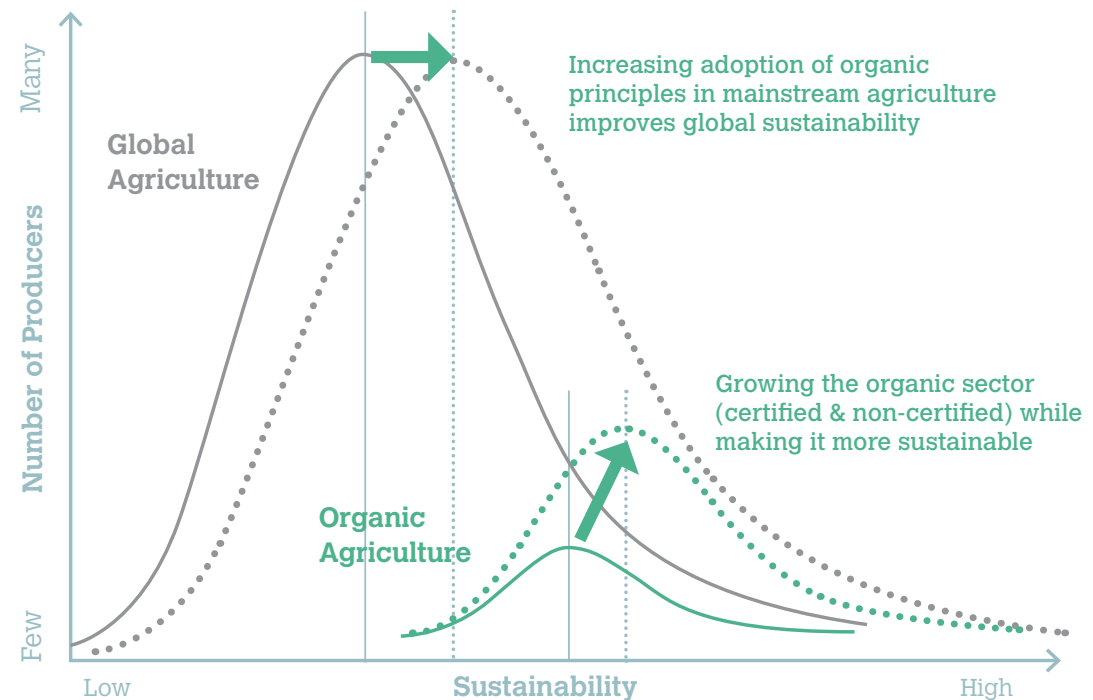 Many
Number of Producers
Few
Global
Agriculture
Increasing adoption of organic
principles in mainstream agriculture
improves global sustainability
Growing the organic sector
(certified & non-certified) while
making it more sustainable
Organic
Agriculture
Low
Sustainability
High